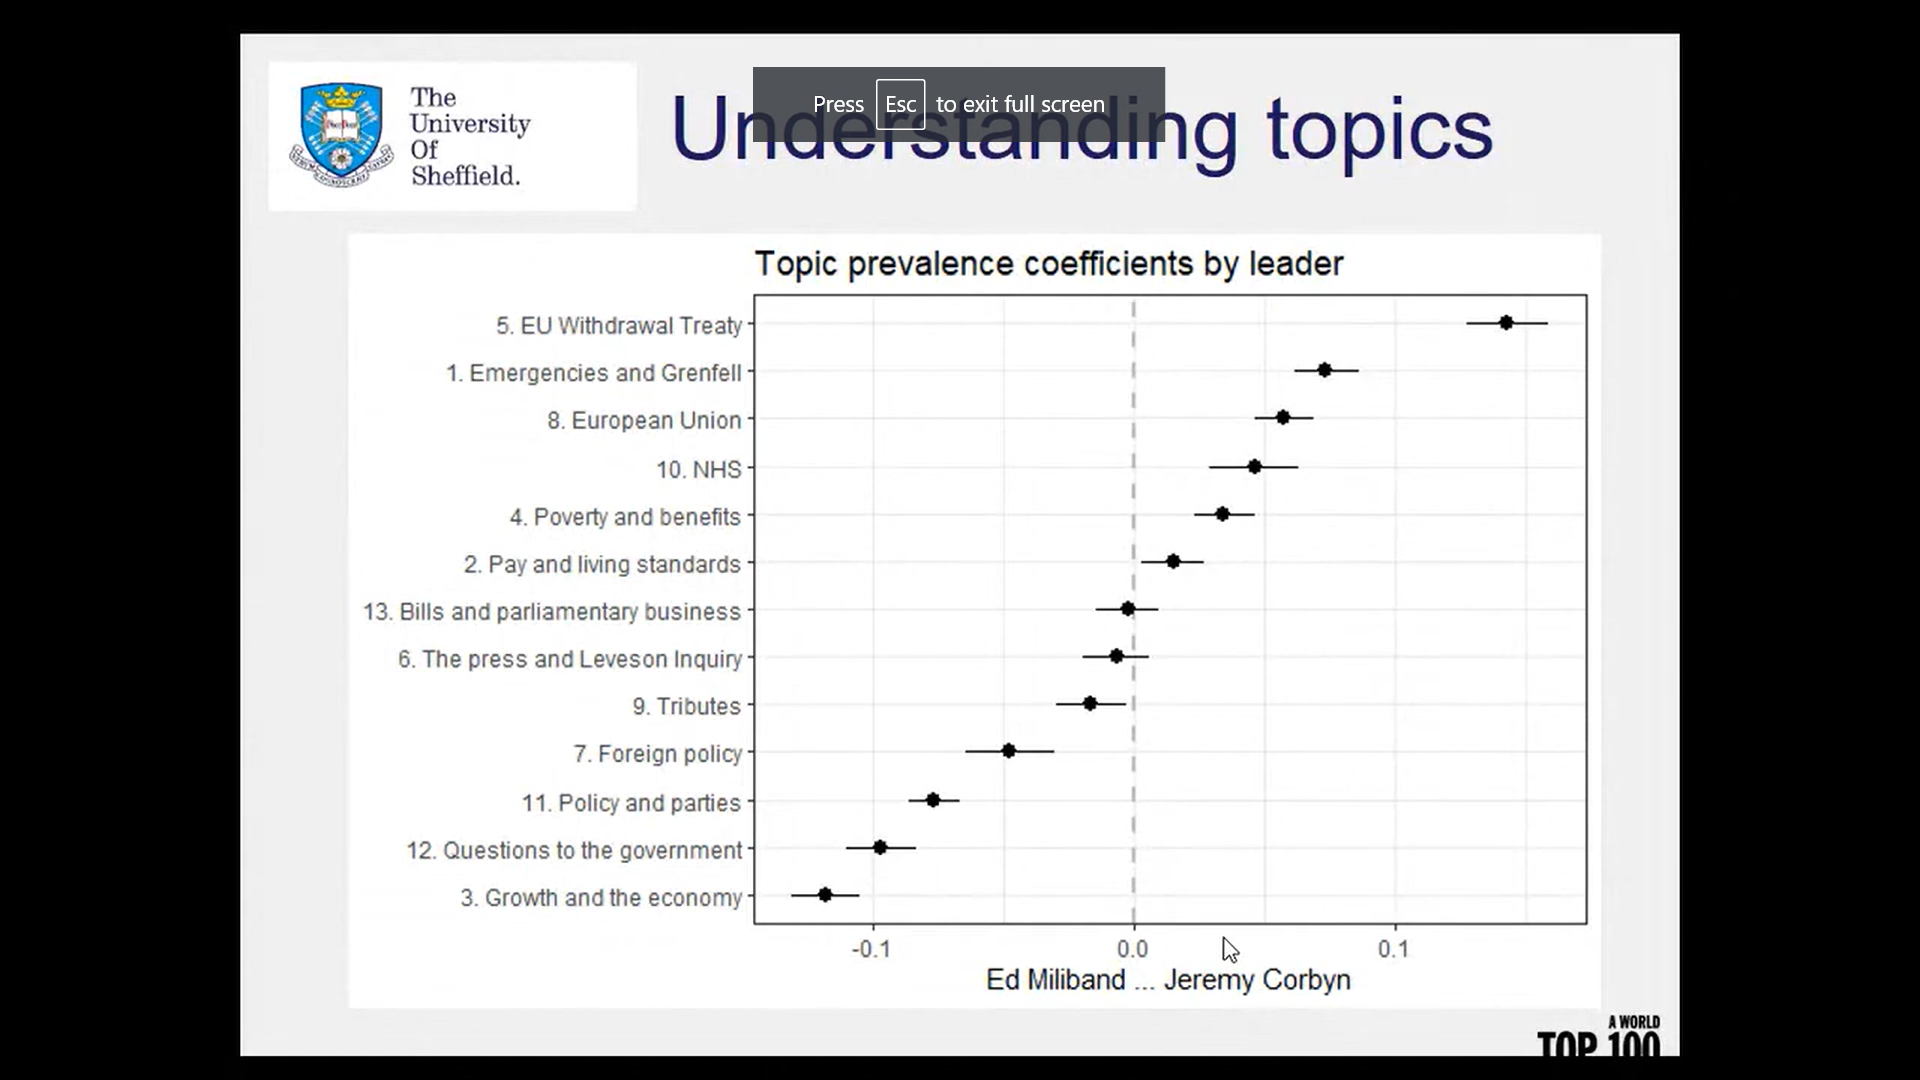 The
University
Of
Sheffield.
Understanding topics
Press Esc to exit full screen
Topic prevalence coefficients by leader
5. EU Withdrawal Treaty
1. Emergencies and Grenfell
8. European Union
10. NHS
4. Poverty and benefits
2. Pay and living standards
13. Bills and parliamentary business
6. The press and Leveson Inquiry
9. Tributes
7. Foreign policy
11. Policy and parties
12. Questions to the government
3. Growth and the economy
-0.1 0.0 0.1
Ed Miliband ... Jeremy Corbyn
A WORLD
TOP 100